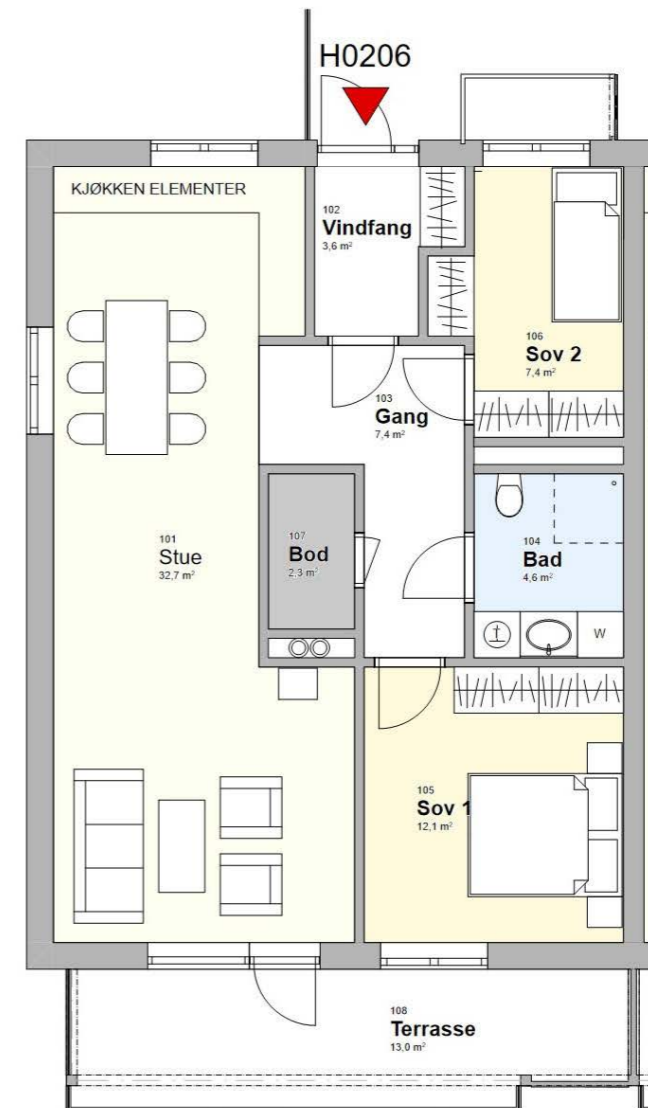 H0206
KJØKKEN ELEMENTER
102
Vindfang
3,6 m²
106
Sov 2
7,4 m²
103
Gang
7,4 m²
101
Stue
32,7 m²
107
Bod
2,3 m²
104
Bad
4,6 m²
W
105
Sov 1
12,1 m²
108
Terrasse
13,0 m²